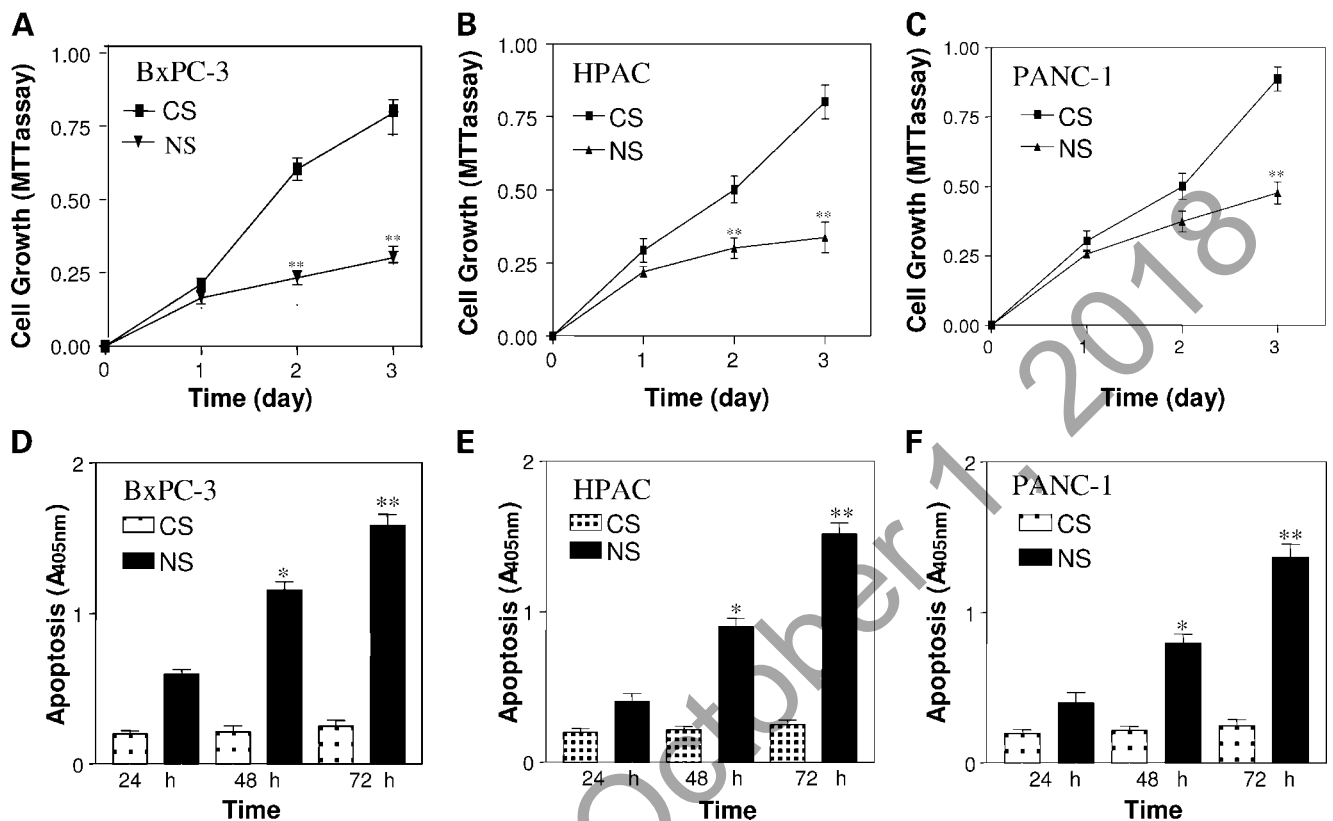 A
Cell Growth (MTTassay)
1.00
0.75
0.50
0.25
0.00
BxPC-3
CS
NS
**
**
0 1 2 3
Time (day)
B
Cell Growth (MTTassay)
1.00
0.75
0.50
0.25
0.00
HPAC
CS
NS
**
**
0 1 2 3
Time (day)
C
Cell Growth (MTTassay)
1.00
0.75
0.50
0.25
0.00
PANC-1
CS
NS
**
0 1 2 3
Time (day)
D
Apoptosis (A405nm)
2
1
0
BxPC-3
CS
NS
*
**
24 h 48 h 72 h
Time
E
Apoptosis (A405nm)
2
1
0
HPAC
CS
NS
*
**
24 h 48 h 72 h
Time
F
Apoptosis (A405nm)
2
1
0
PANC-1
CS
NS
*
**
24 h 48 h 72 h
Time
October 1, 2018